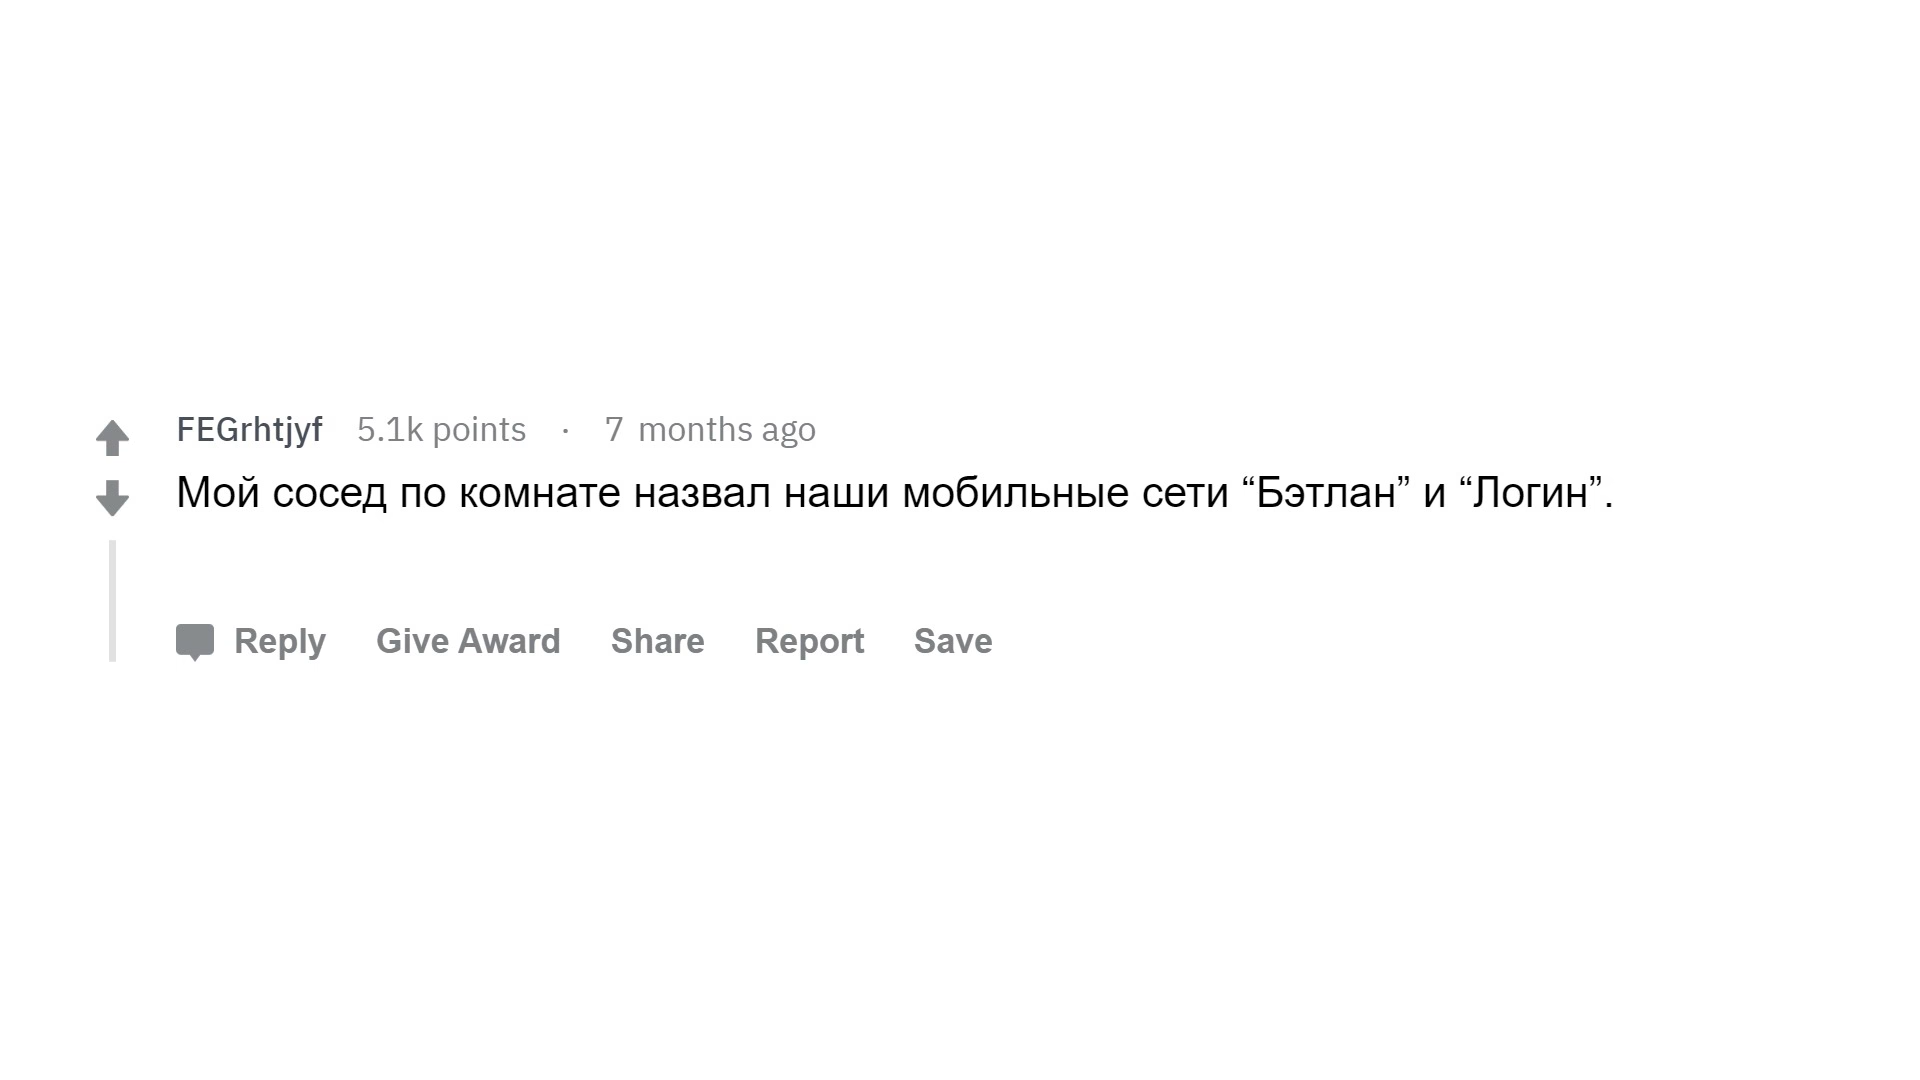 FEGrhtjyf 5.1k points · 7 months ago
Мой сосед по комнате назвал наши мобильные сети “Бэтлан” и “Логин”.
Reply Give Award Share Report Save